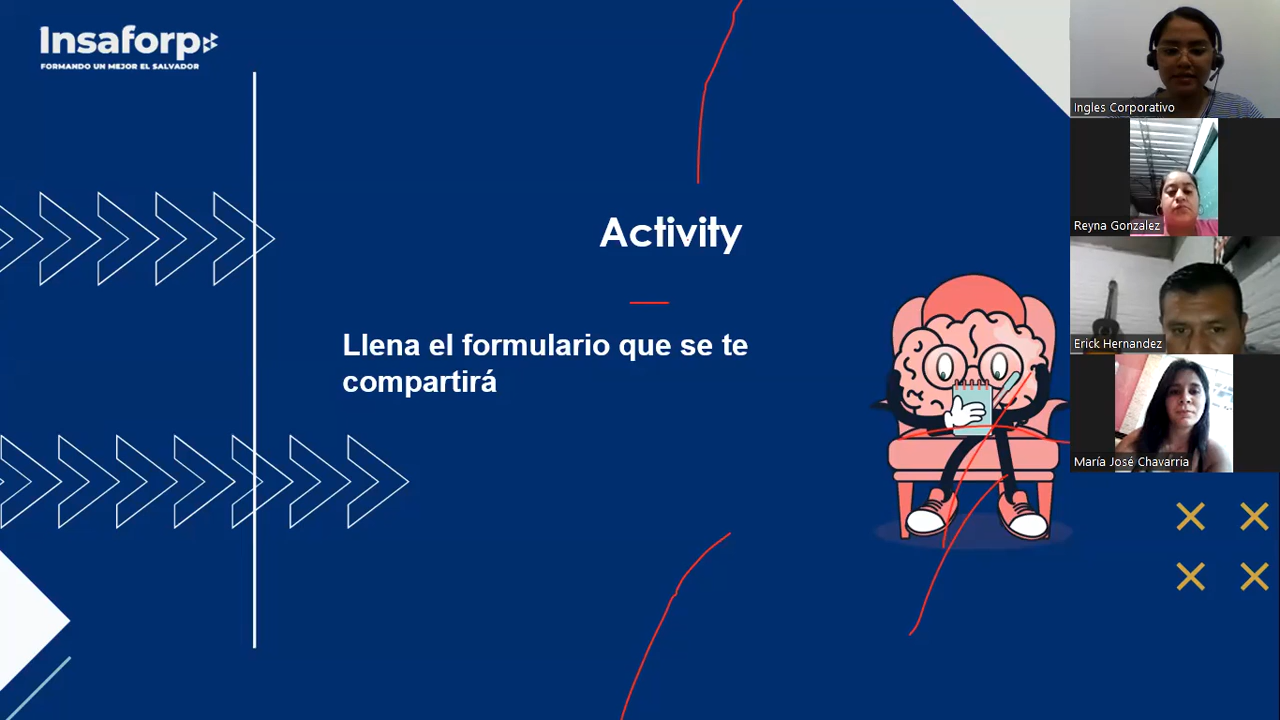 Insaforp
FORMANDO UN MEJOR EL SALVADOR
Activity
Llena el formulario que se te
compartirá
Ingles Corporativo
Reyna Gonzalez
Erick Hernandez
María José Chavarria